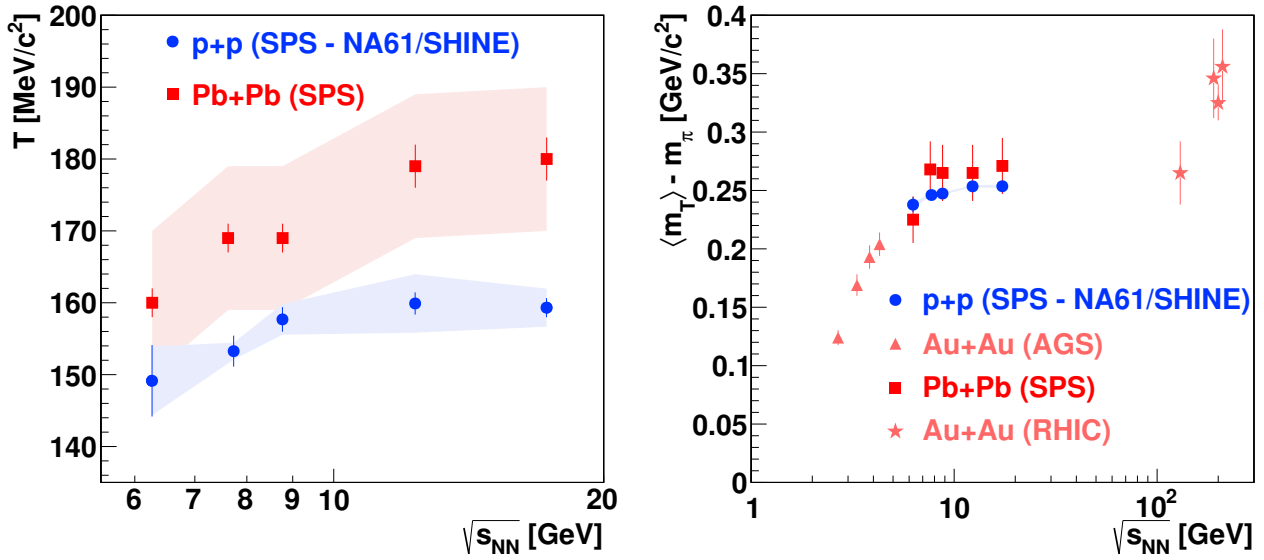 T [MeV/c²]
200
190
180
170
160
150
140
p+p (SPS - NA61/SHINE)
Pb+Pb (SPS)
6 7 8 9 10 20
√s_NN [GeV]
⟨m_T⟩ - m_π [GeV/c²]
0.4
0.35
0.3
0.25
0.2
0.15
0.1
0.05
0
p+p (SPS - NA61/SHINE)
Au+Au (AGS)
Pb+Pb (SPS)
Au+Au (RHIC)
1 10 10²
√s_NN [GeV]